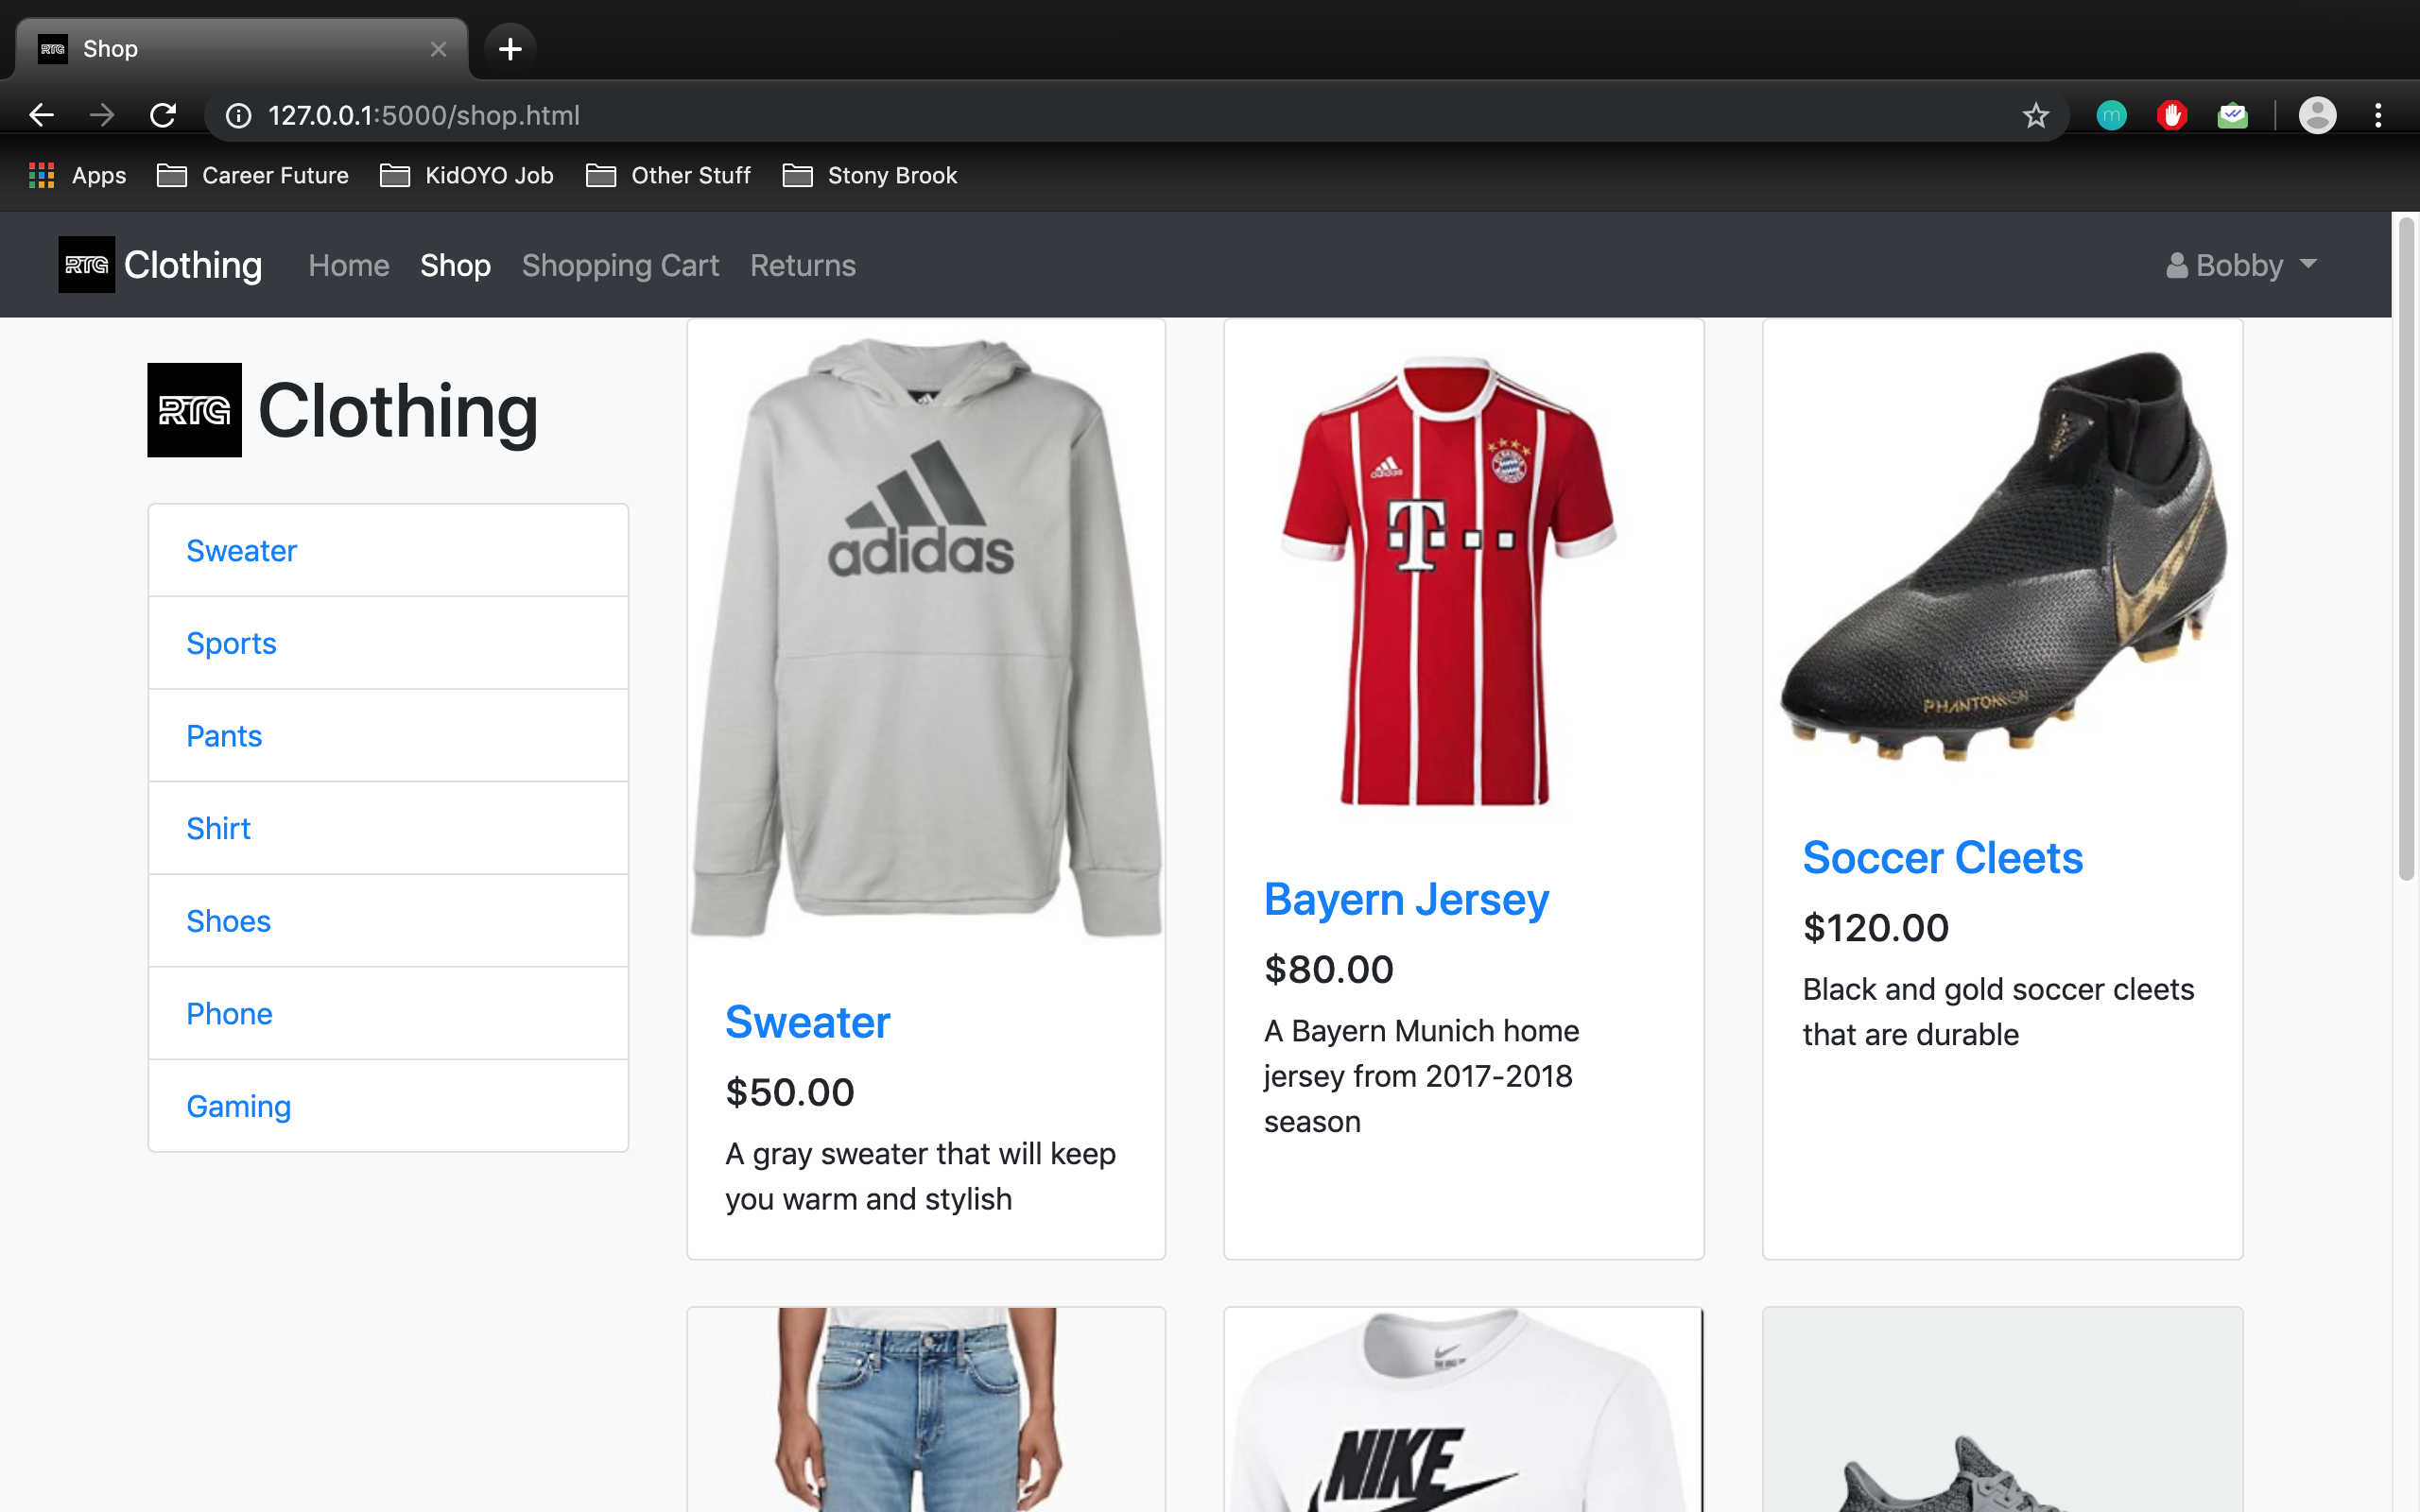 RTG Shop
127.0.0.1:5000/shop.html
m
Apps Career Future KidOYO Job Other Stuff Stony Brook
RTG Clothing Home Shop Shopping Cart Returns Bobby
RTG Clothing
Sweater
Sports
Pants
Shirt
Shoes
Phone
Gaming
adidas
Sweater
$50.00
A gray sweater that will keep
you warm and stylish
adidas
T
Bayern Jersey
$80.00
A Bayern Munich home
jersey from 2017-2018
season
Soccer Cleets
$120.00
Black and gold soccer cleets
that are durable
NIKE